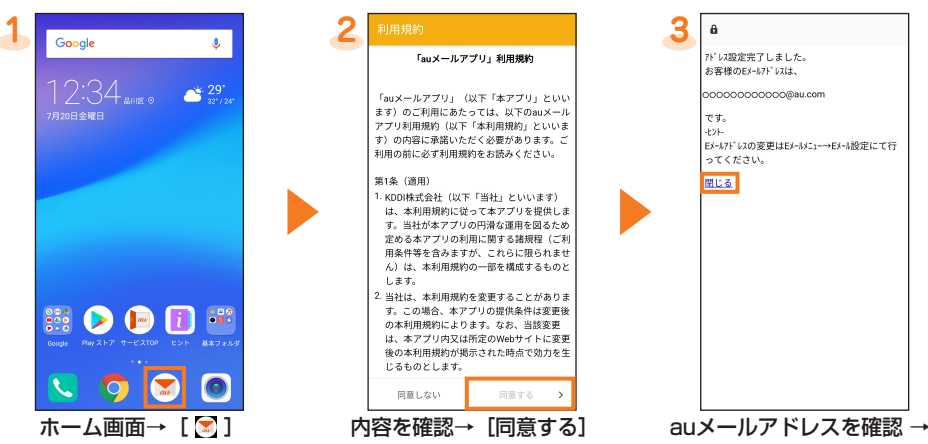 1
Google
12:34 品川区
29°
32°/ 24°
7月20日金曜日
Google
Play ストア
サービスTOP
ヒント
基本フォルダ
au
au
ホーム画面→［ au ］
2
利用規約
「auメールアプリ」利用規約
「auメールアプリ」（以下「本アプリ」といい
ます）のご利用にあたっては、以下のauメール
アプリ利用規約（以下「本利用規約」といいま
す）の内容に承諾いただく必要があります。ご
利用の前に必ず利用規約をお読みください。
第1条（適用）
1. KDDI株式会社（以下「当社」といいます）
は、本利用規約に従って本アプリを提供しま
す。当社が本アプリの円滑な運用を図るため
定める本アプリの利用に関する諸規程（ご利
用条件等を含みますが、これらに限られませ
ん）は、本利用規約の一部を構成するものと
します。
2. 当社は、本利用規約を変更することがありま
す。この場合、本アプリの提供条件は変更後
の本利用規約によります。なお、当該変更
は、本アプリ内又は所定のWebサイトに変更
後の本利用規約が掲示された時点で効力を生
じるものとします。
同意しない
同意する >
内容を確認→［同意する］
3
ｱﾄﾞﾚｽ設定完了しました。
お客様のEﾒｰﾙｱﾄﾞﾚｽは、
○○○○○○○○○○○○@au.com
です。
-ﾋﾝﾄ-
Eﾒｰﾙｱﾄﾞﾚｽの変更はEﾒｰﾙﾒﾆｭｰ→Eﾒｰﾙ設定にて行
ってください。
閉じる
auメールアドレスを確認 →